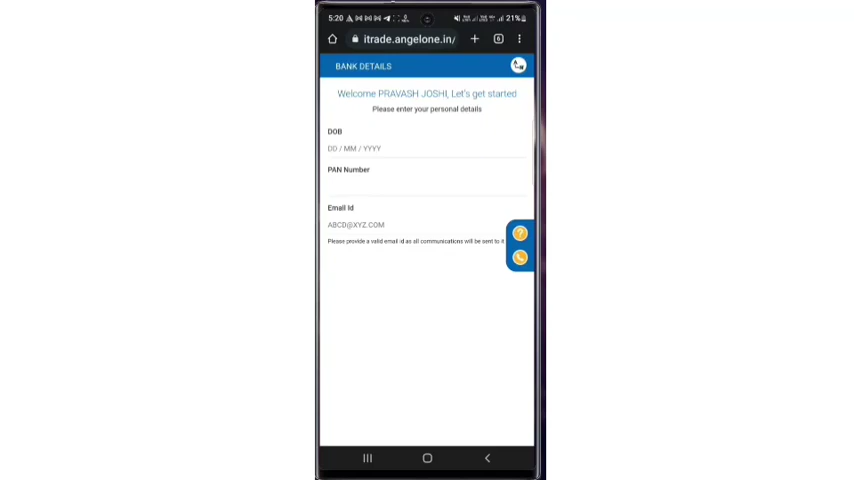 5:20 21%
itrade.angelone.in/ 6
BANK DETAILS
Welcome PRAVASH JOSHI, Let's get started
Please enter your personal details
DOB
DD / MM / YYYY
PAN Number
Email Id
ABCD@XYZ.COM
Please provide a valid email id as all communications will be sent to it
?